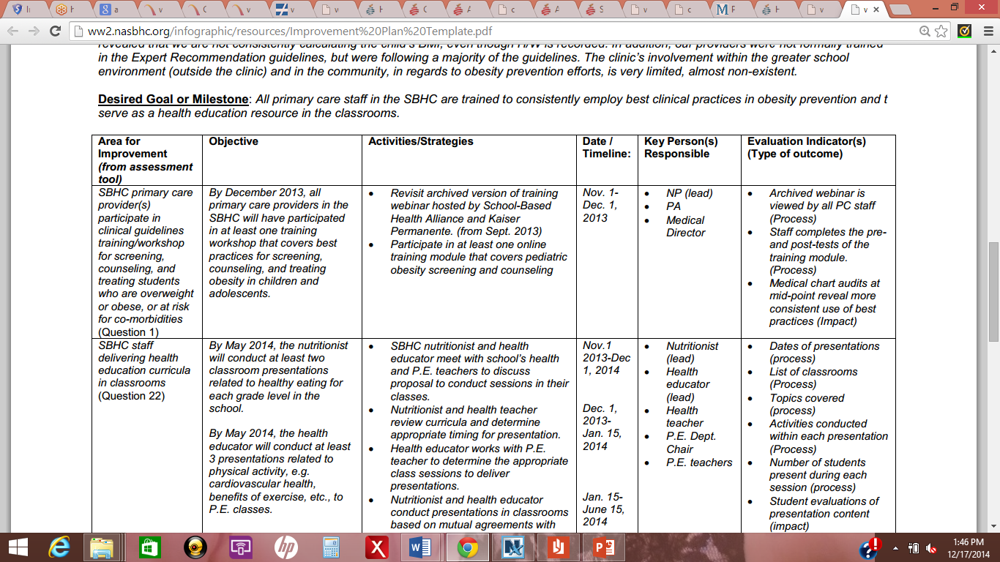 ww2.nasbhc.org/infographic/resources/Improvement%20Plan%20Template.pdf
revealed that we are not consistently calculating the child's BMI, even though H/W is recorded. In addition, our providers were not formally trained
in the Expert Recommendation guidelines, but were following a majority of the guidelines. The clinic's involvement within the greater school
environment (outside the clinic) and in the community, in regards to obesity prevention efforts, is very limited, almost non-existent.
Desired Goal or Milestone: All primary care staff in the SBHC are trained to consistently employ best clinical practices in obesity prevention and t
serve as a health education resource in the classrooms.
Area for
Improvement
(from assessment
tool)
Objective
Activities/Strategies
Date /
Timeline:
Key Person(s)
Responsible
Evaluation Indicator(s)
(Type of outcome)
SBHC primary care
provider(s)
participate in
clinical guidelines
training/workshop
for screening,
counseling, and
treating students
who are overweight
or obese, or at risk
for co-morbidities
(Question 1)
By December 2013, all
primary care providers in the
SBHC will have participated
in at least one training
workshop that covers best
practices for screening,
counseling, and treating
obesity in children and
adolescents.
• Revisit archived version of training
webinar hosted by School-Based
Health Alliance and Kaiser
Permanente. (from Sept. 2013)
• Participate in at least one online
training module that covers pediatric
obesity screening and counseling
Nov. 1-
Dec. 1,
2013
• NP (lead)
• PA
• Medical
Director
• Archived webinar is
viewed by all PC staff
(Process)
• Staff completes the pre-
and post-tests of the
training module.
(Process)
• Medical chart audits at
mid-point reveal more
consistent use of best
practices (Impact)
SBHC staff
delivering health
education curricula
in classrooms
(Question 22)
By May 2014, the nutritionist
will conduct at least two
classroom presentations
related to healthy eating for
each grade level in the
school.
By May 2014, the health
educator will conduct at least
3 presentations related to
physical activity, e.g.
cardiovascular health,
benefits of exercise, etc., to
P.E. classes.
• SBHC nutritionist and health
educator meet with school's health
and P.E. teachers to discuss
proposal to conduct sessions in their
classes.
• Nutritionist and health teacher
review curricula and determine
appropriate timing for presentation.
• Health educator works with P.E.
teacher to determine the appropriate
class sessions to deliver
presentations.
• Nutritionist and health educator
conduct presentations in classrooms
based on mutual agreements with
Nov.1
2013-Dec
1, 2014
Dec. 1,
2013-
Jan. 15,
2014
Jan. 15-
June 15,
2014
• Nutritionist
(lead)
• Health
educator
(lead)
• Health
teacher
• P.E. Dept.
Chair
• P.E. teachers
• Dates of presentations
(process)
• List of classrooms
(Process)
• Topics covered
(process)
• Activities conducted
within each presentation
(Process)
• Number of students
present during each
session (process)
• Student evaluations of
presentation content
(impact)
1:46 PM
12/17/2014